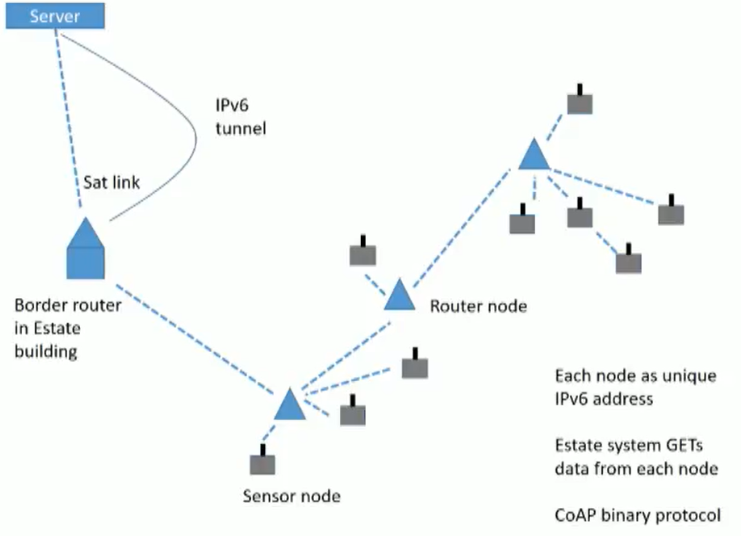 Server
IPv6
tunnel
Sat link
Border router
in Estate
building
Router node
Sensor node
Each node as unique
IPv6 address
Estate system GETs
data from each node
CoAP binary protocol